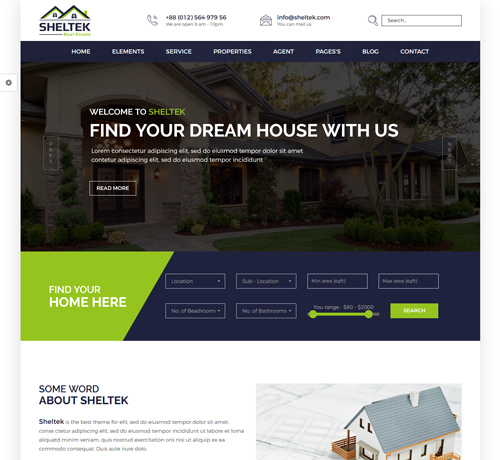 SHELTEK
Real Estate
+88 (012) 564 979 56
We are open 9 am - 10pm
info@sheltek.com
You can mail us
Search..
HOME ELEMENTS SERVICE PROPERTIES AGENT PAGES'S BLOG CONTACT
WELCOME TO SHELTEK
FIND YOUR DREAM HOUSE WITH US
Lorem consectetur adipiscing elit, sed do eiusmod tempor dolor sit amet
contetur adipiscing elit, sed do eiusmod tempor incididunt
PREV
NEXT
READ MORE
FIND YOUR
HOME HERE
Location
Sub - Location
Min area (sqft)
Max area (sqft)
No. of Beadroom
No. of Bathrooms
You range - $80 - $2000
SEARCH
SOME WORD
ABOUT SHELTEK
Sheltek is the best theme for elit, sed do eiusmod tempor dolor sit amet,
conse ctetur adipiscing elit, sed do eiusmod tempor incididunt ut labore et lorna
aliquatd minim veniam, quis nostrud exercitation oris nisi ut aliquip ex ea
commodo consequat. Duis aute irure dolo.